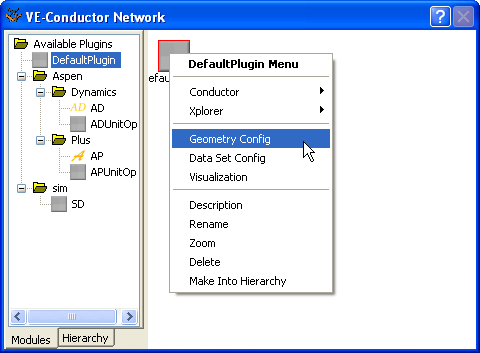 VE-Conductor Network
Available Plugins
DefaultPlugin
Aspen
Dynamics
AD AD
ADUnitOp
Plus
A AP
APUnitOp
sim
SD
Modules
Hierarchy
efau
DefaultPlugin Menu
Conductor
Xplorer
Geometry Config
Data Set Config
Visualization
Description
Rename
Zoom
Delete
Make Into Hierarchy